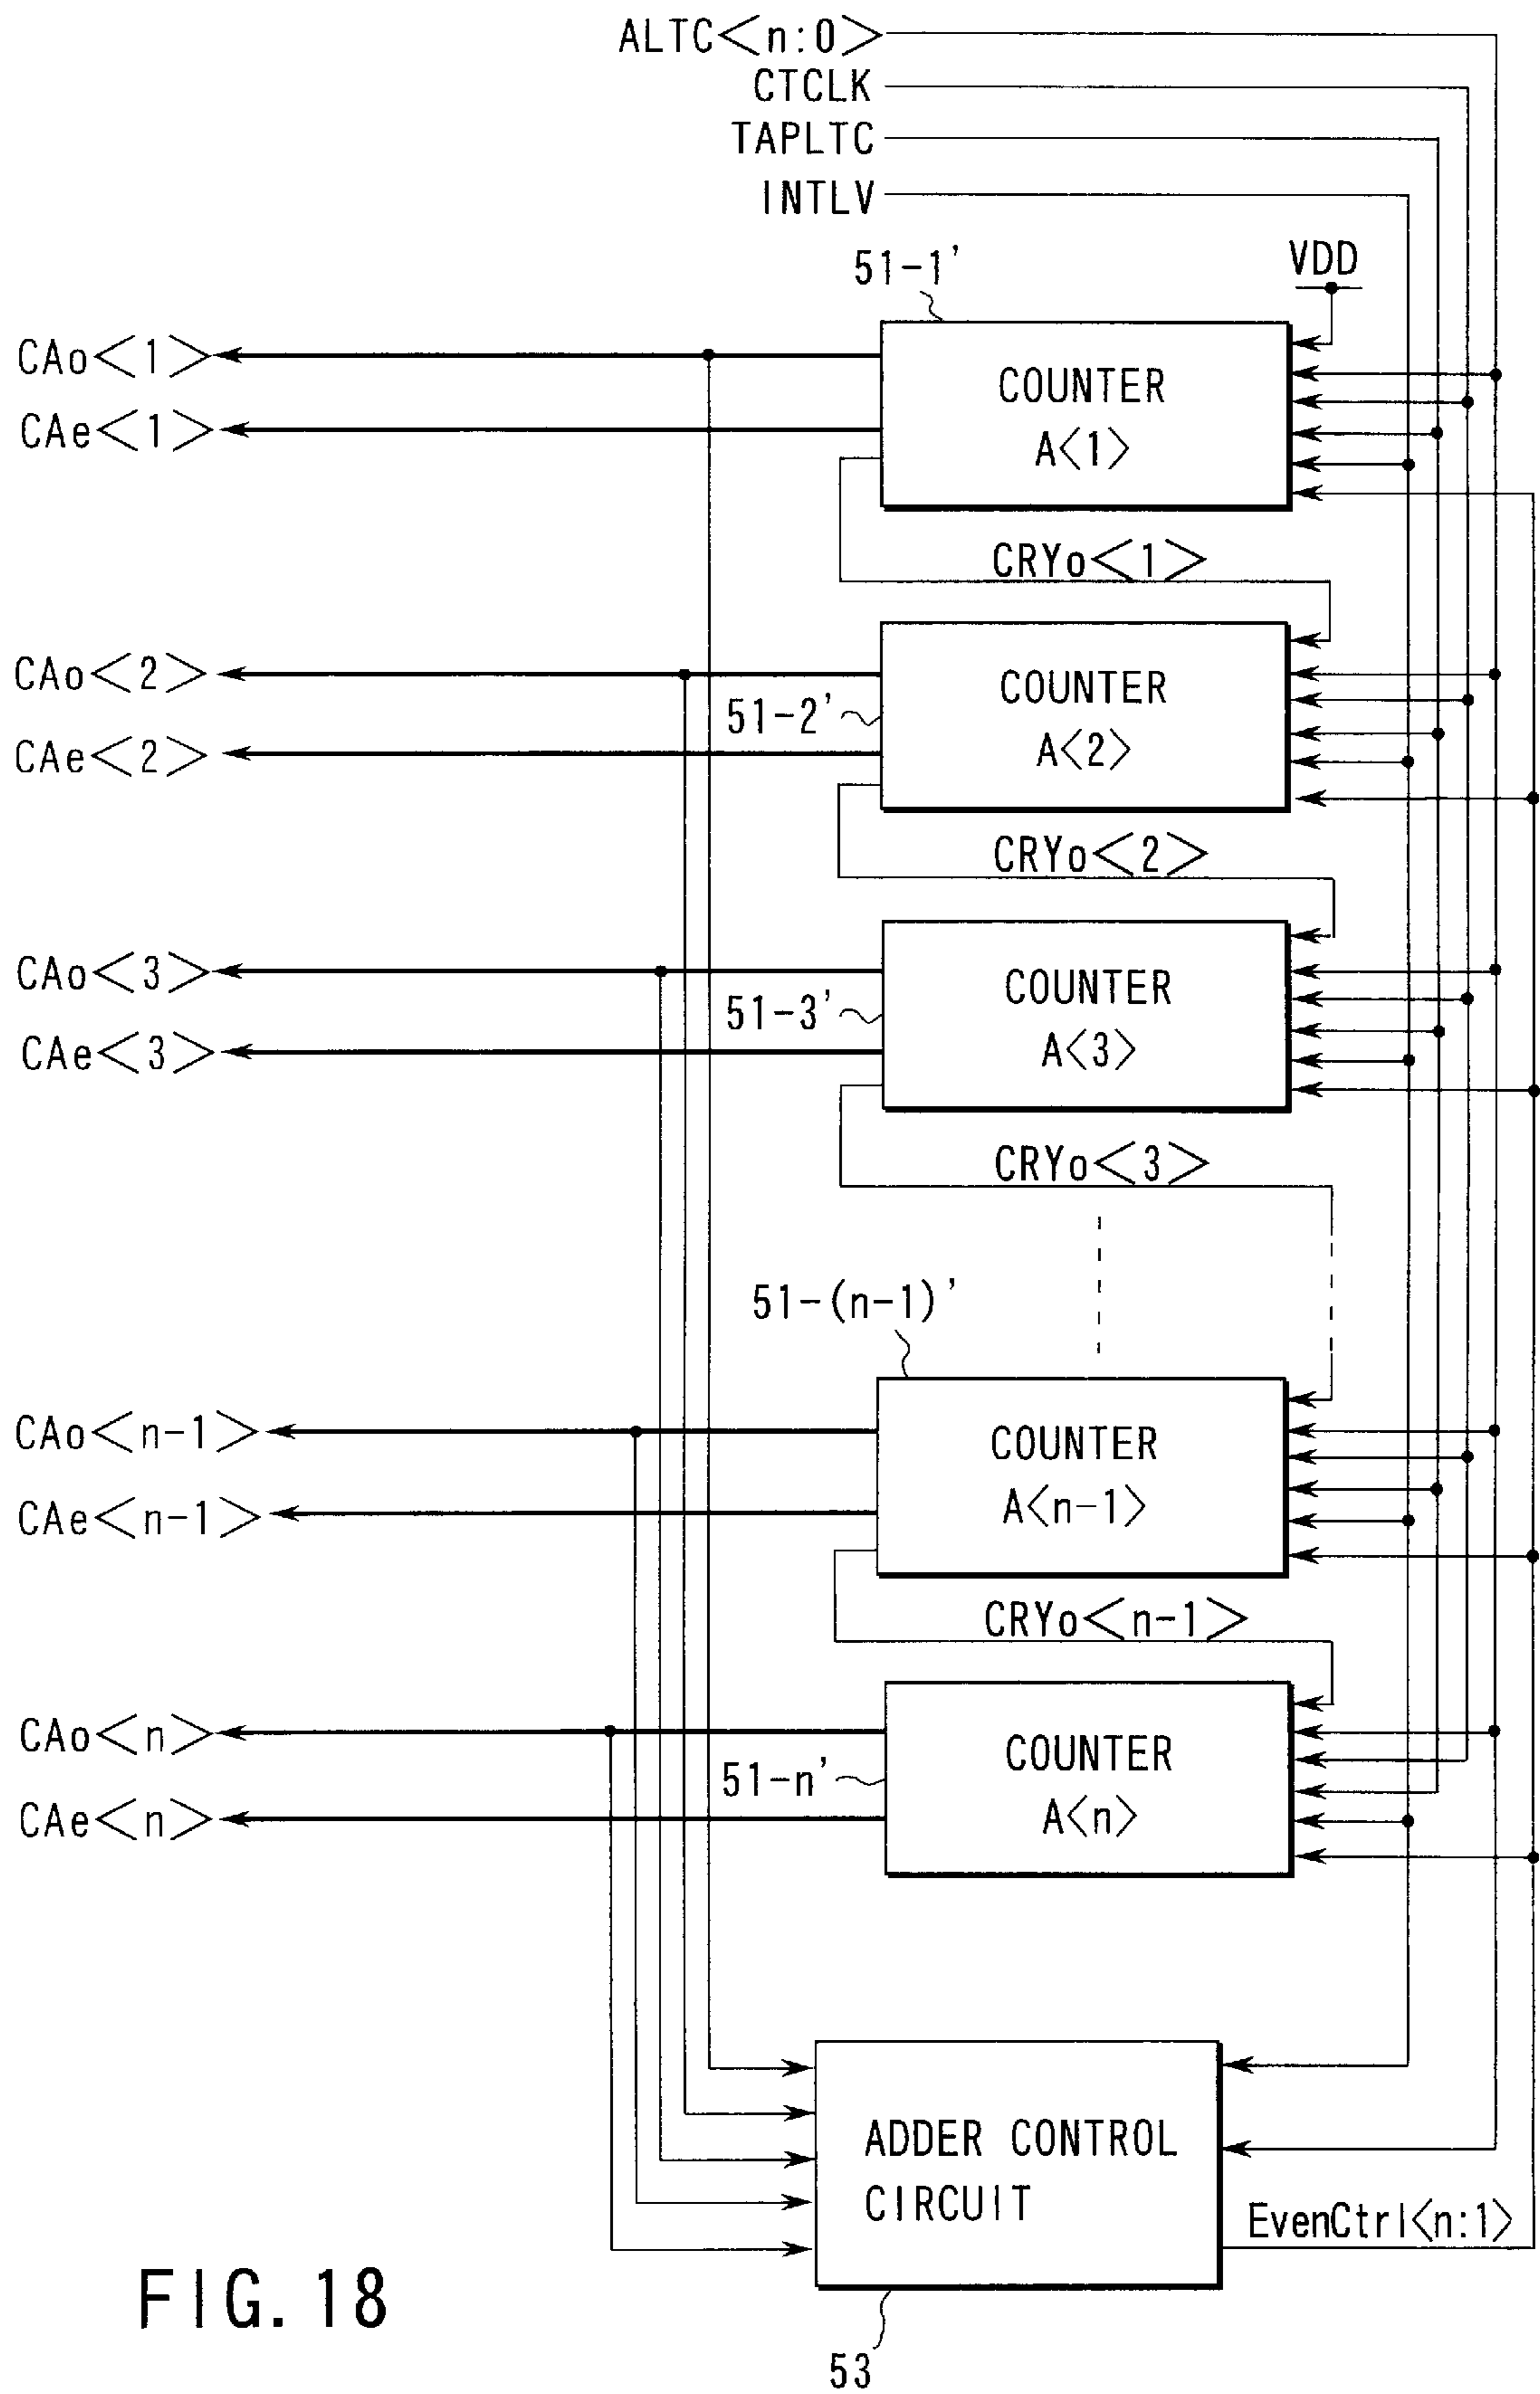 ALTC<n:0>
CTCLK
TAPLTC
INTLV
VDD
51-1'
CAo<1>
CAe<1>
COUNTER
A<1>
CRYo<1>
CAo<2>
CAe<2>
51-2'
COUNTER
A<2>
CRYo<2>
CAo<3>
CAe<3>
51-3'
COUNTER
A<3>
CRYo<3>
51-(n-1)'
CAo<n-1>
CAe<n-1>
COUNTER
A<n-1>
CRYo<n-1>
CAo<n>
CAe<n>
51-n'
COUNTER
A<n>
ADDER CONTROL
CIRCUIT
EvenCtrl<n:1>
53
FIG. 18